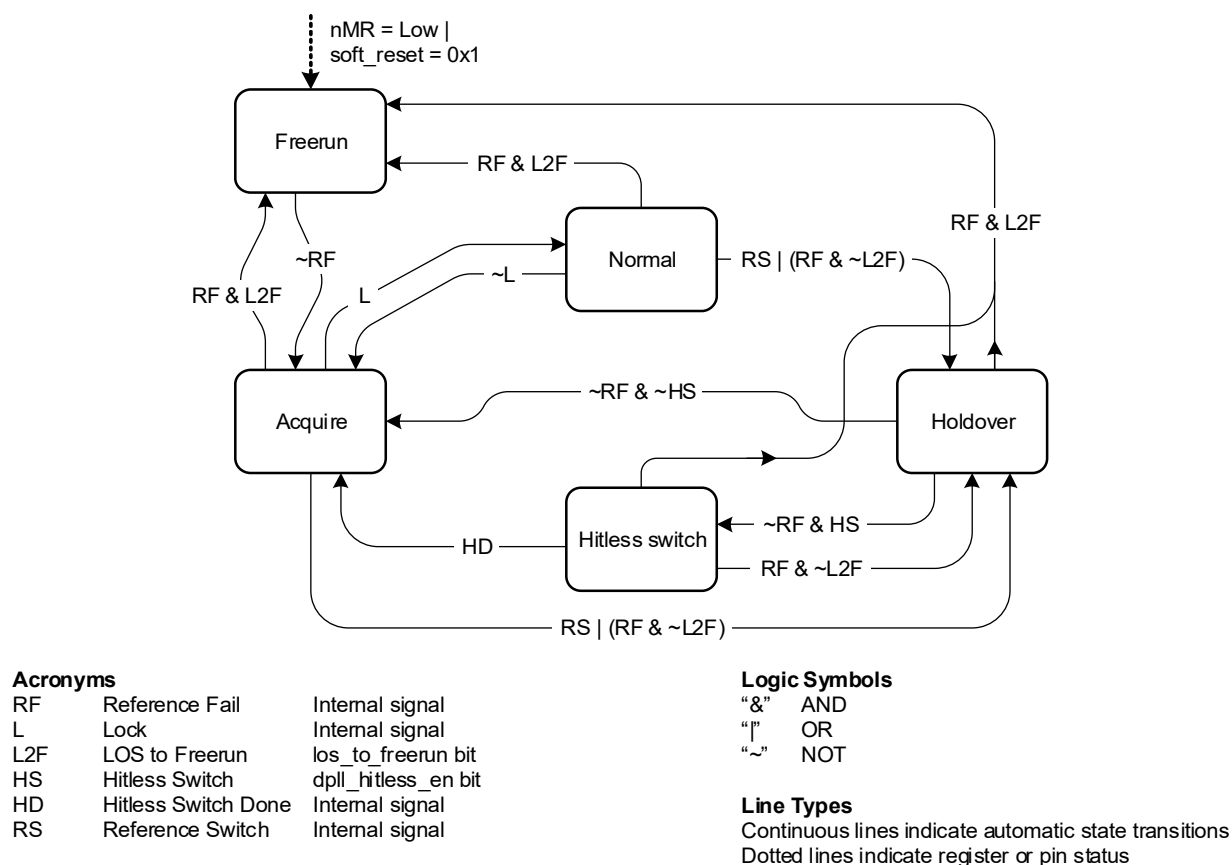 nMR = Low |
soft_reset = 0x1
Freerun
RF & L2F
RF & L2F
~RF
Normal
RS | (RF & ~L2F)
~L
RF & L2F
L
~RF & ~HS
Acquire
Holdover
~RF & HS
Hitless switch
HD
RF & ~L2F
RS | (RF & ~L2F)
Acronyms
RF Reference Fail Internal signal
L Lock Internal signal
L2F LOS to Freerun los_to_freerun bit
HS Hitless Switch dpll_hitless_en bit
HD Hitless Switch Done Internal signal
RS Reference Switch Internal signal
Logic Symbols
“&” AND
“|” OR
“~” NOT
Line Types
Continuous lines indicate automatic state transitions
Dotted lines indicate register or pin status